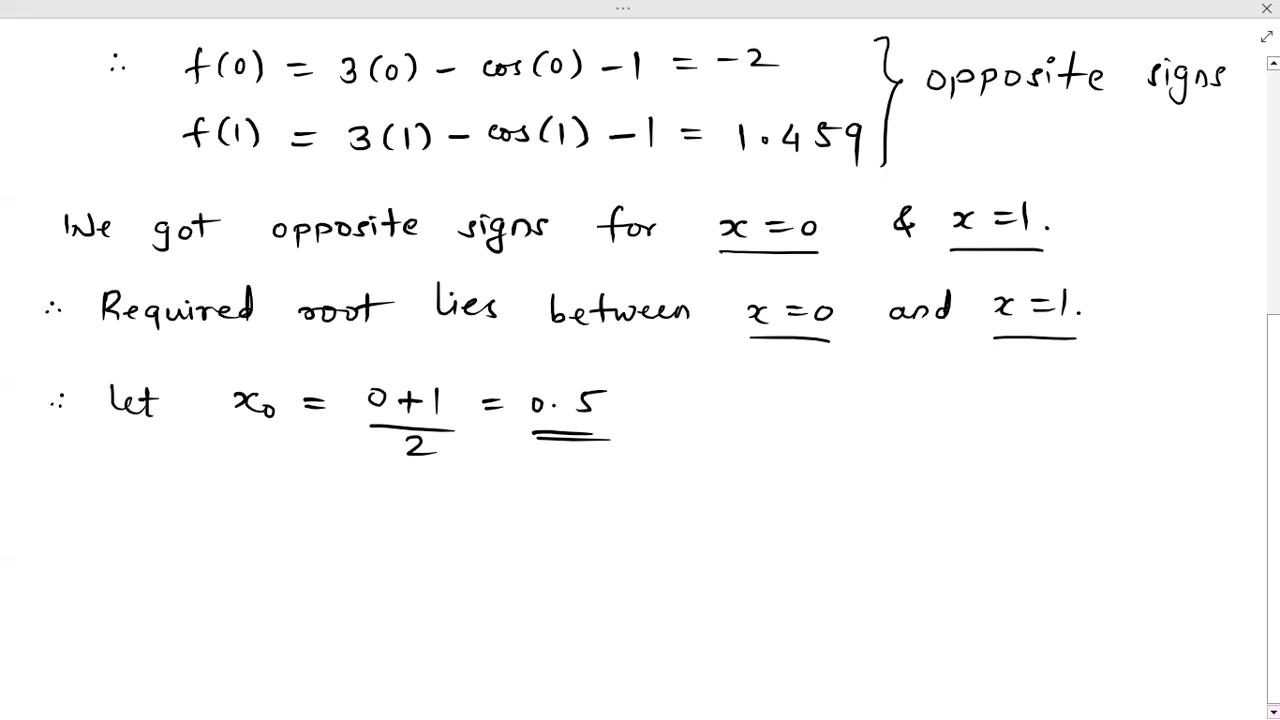 ∴ f(0) = 3(0) - cos(0) - 1 = -2
f(1) = 3(1) - cos(1) - 1 = 1.459
} opposite signs
We got opposite signs for x = 0 & x = 1.
∴ Required root lies between x = 0 and x = 1.
∴ let x₀ = (0+1)/2 = 0.5